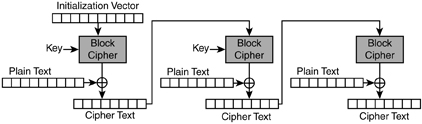 Initialization Vector
Key
Block
Cipher
Plain Text
Cipher Text
Key
Block
Cipher
Plain Text
Cipher Text
Block
Cipher
Plain Text
Cipher Text